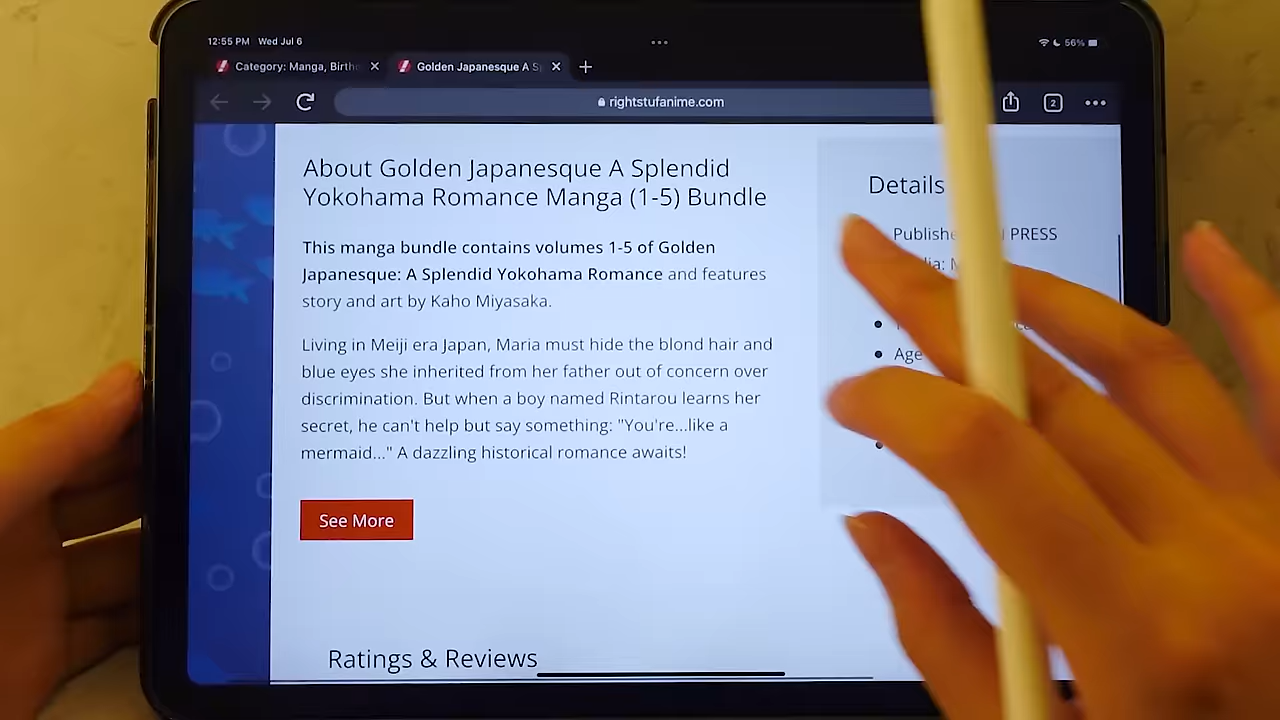 12:55 PM Wed Jul 6
56%
Category: Manga, Birth
Golden Japanesque A S
rightstufanime.com
2
About Golden Japanesque A Splendid
Yokohama Romance Manga (1-5) Bundle
This manga bundle contains volumes 1-5 of Golden
Japanesque: A Splendid Yokohama Romance and features
story and art by Kaho Miyasaka.
Living in Meiji era Japan, Maria must hide the blond hair and
blue eyes she inherited from her father out of concern over
discrimination. But when a boy named Rintarou learns her
secret, he can't help but say something: "You're...like a
mermaid..." A dazzling historical romance awaits!
See More
Ratings & Reviews
Details
PRESS
Age